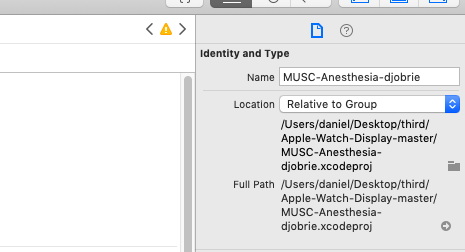 Identity and Type
Name MUSC-Anesthesia-djobrie
Location Relative to Group
/Users/daniel/Desktop/third/
Apple-Watch-Display-master/
MUSC-Anesthesia-
djobrie.xcodeproj
Full Path /Users/daniel/Desktop/third/
Apple-Watch-Display-master/
MUSC-Anesthesia-
djobrie.xcodeproj